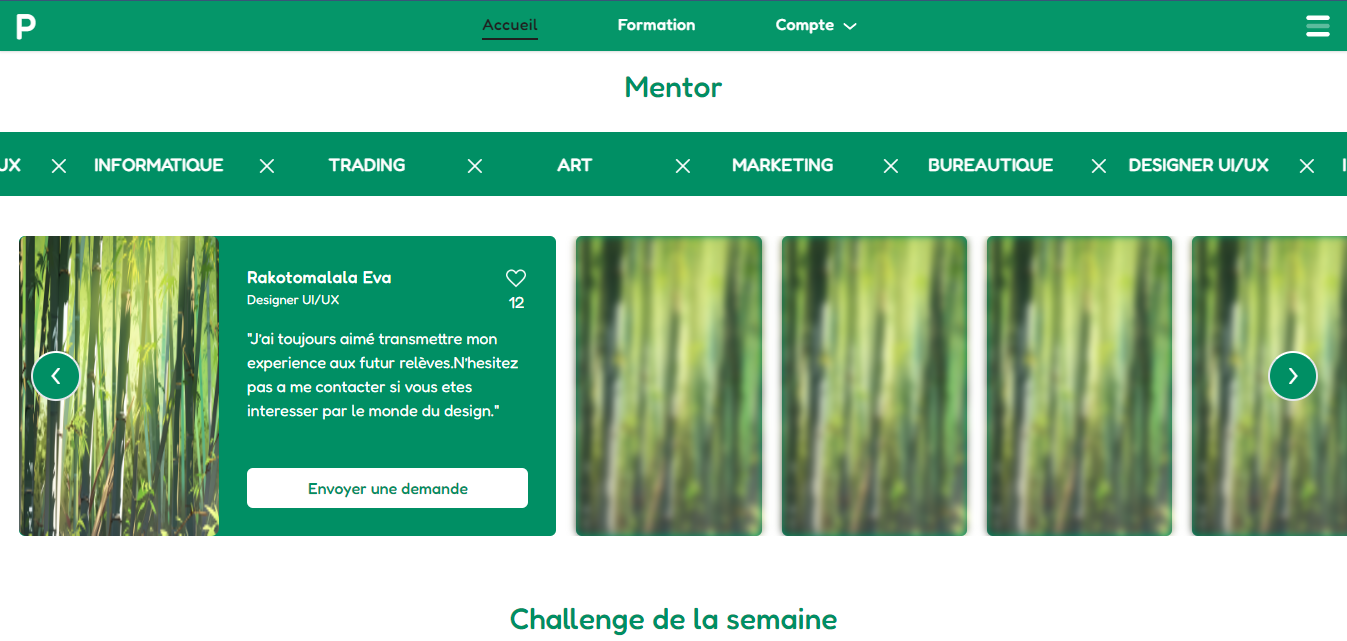 P
Accueil Formation Compte
Mentor
UX INFORMATIQUE TRADING ART MARKETING BUREAUTIQUE DESIGNER UI/UX
Rakotomalala Eva
Designer UI/UX
12
"J'ai toujours aimé transmettre mon
experience aux futur relèves.N'hesitez
pas a me contacter si vous etes
interesser par le monde du design."
Envoyer une demande
Challenge de la semaine